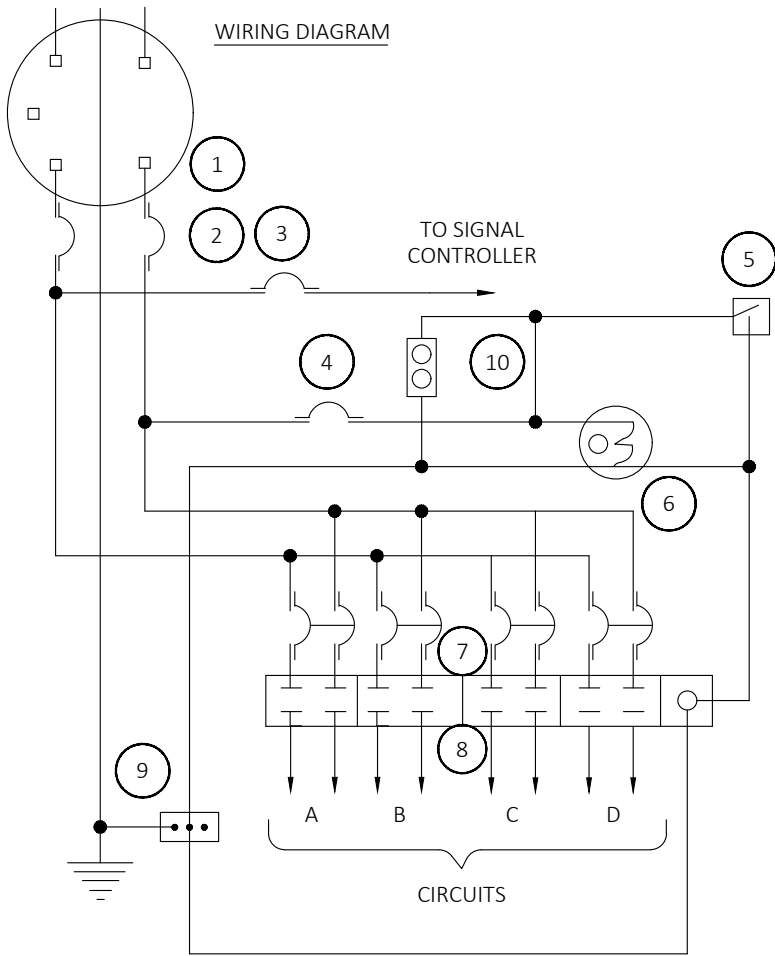 WIRING DIAGRAM
1
2
3
TO SIGNAL
CONTROLLER
5
4
10
6
7
8
9
A
B
C
D
CIRCUITS